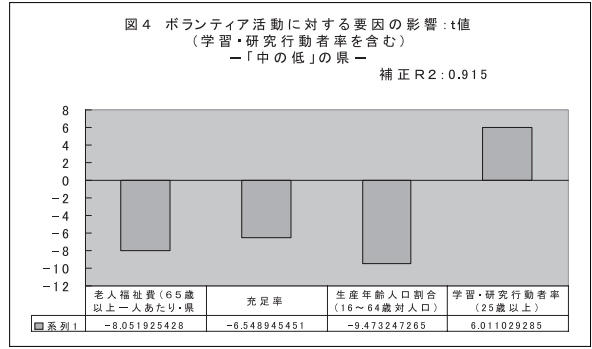 図4 ボランティア活動に対する要因の影響：t値
（学習・研究行動者率を含む）
－「中の低」の県－
補正R2：0.915
8
6
4
2
0
－2
－4
－6
－8
－10
－12
老人福祉費（65歳以上一人あたり・県
充足率
生産年齢人口割合（16～64歳対人口）
学習・研究行動者率（25歳以上）
系列1
－8.051925428
－6.548945451
－9.473247265
6.011029285